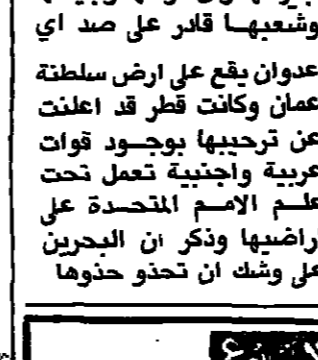 وشعبها قادر على صد اي
عدوان يقع على ارض سلطنة
عمان وكانت قطر قد اعلنت
عن ترحيبها بوجود قوات
عربية واجنبية تعمل تحت
علم الامم المتحدة على
اراضيها وذكر ان البحرين
على وشك ان تحذو حذوها